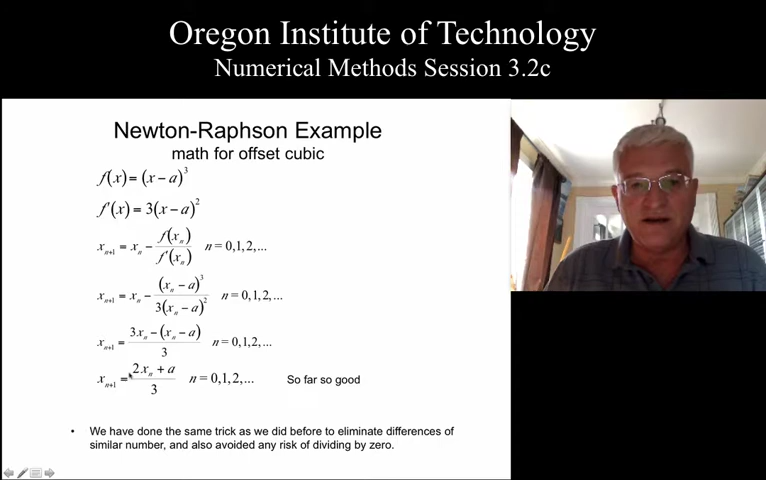 Oregon Institute of Technology
Numerical Methods Session 3.2c
Newton-Raphson Example
math for offset cubic
f(x) = (x − a)³
f'(x) = 3(x − a)²
xₙ₊₁ = xₙ − f(xₙ) / f'(xₙ) n = 0,1,2,...
xₙ₊₁ = xₙ − (xₙ − a)³ / 3(xₙ − a)² n = 0,1,2,...
xₙ₊₁ = 3xₙ − (xₙ − a) / 3 n = 0,1,2,...
xₙ₊₁ = 2xₙ + a / 3 n = 0,1,2,... So far so good
• We have done the same trick as we did before to eliminate differences of
similar number, and also avoided any risk of dividing by zero.